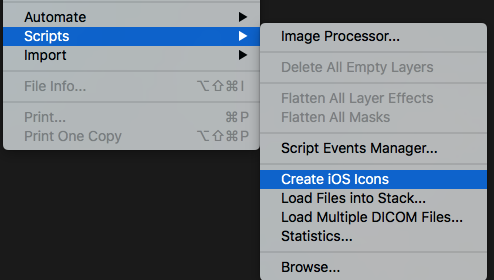 Automate
Scripts
Import
File Info... ⌥⇧⌘I
Print... ⌘P
Print One Copy ⌥⇧⌘P
Image Processor...
Delete All Empty Layers
Flatten All Layer Effects
Flatten All Masks
Script Events Manager...
Create iOS Icons
Load Files into Stack...
Load Multiple DICOM Files...
Statistics...
Browse...